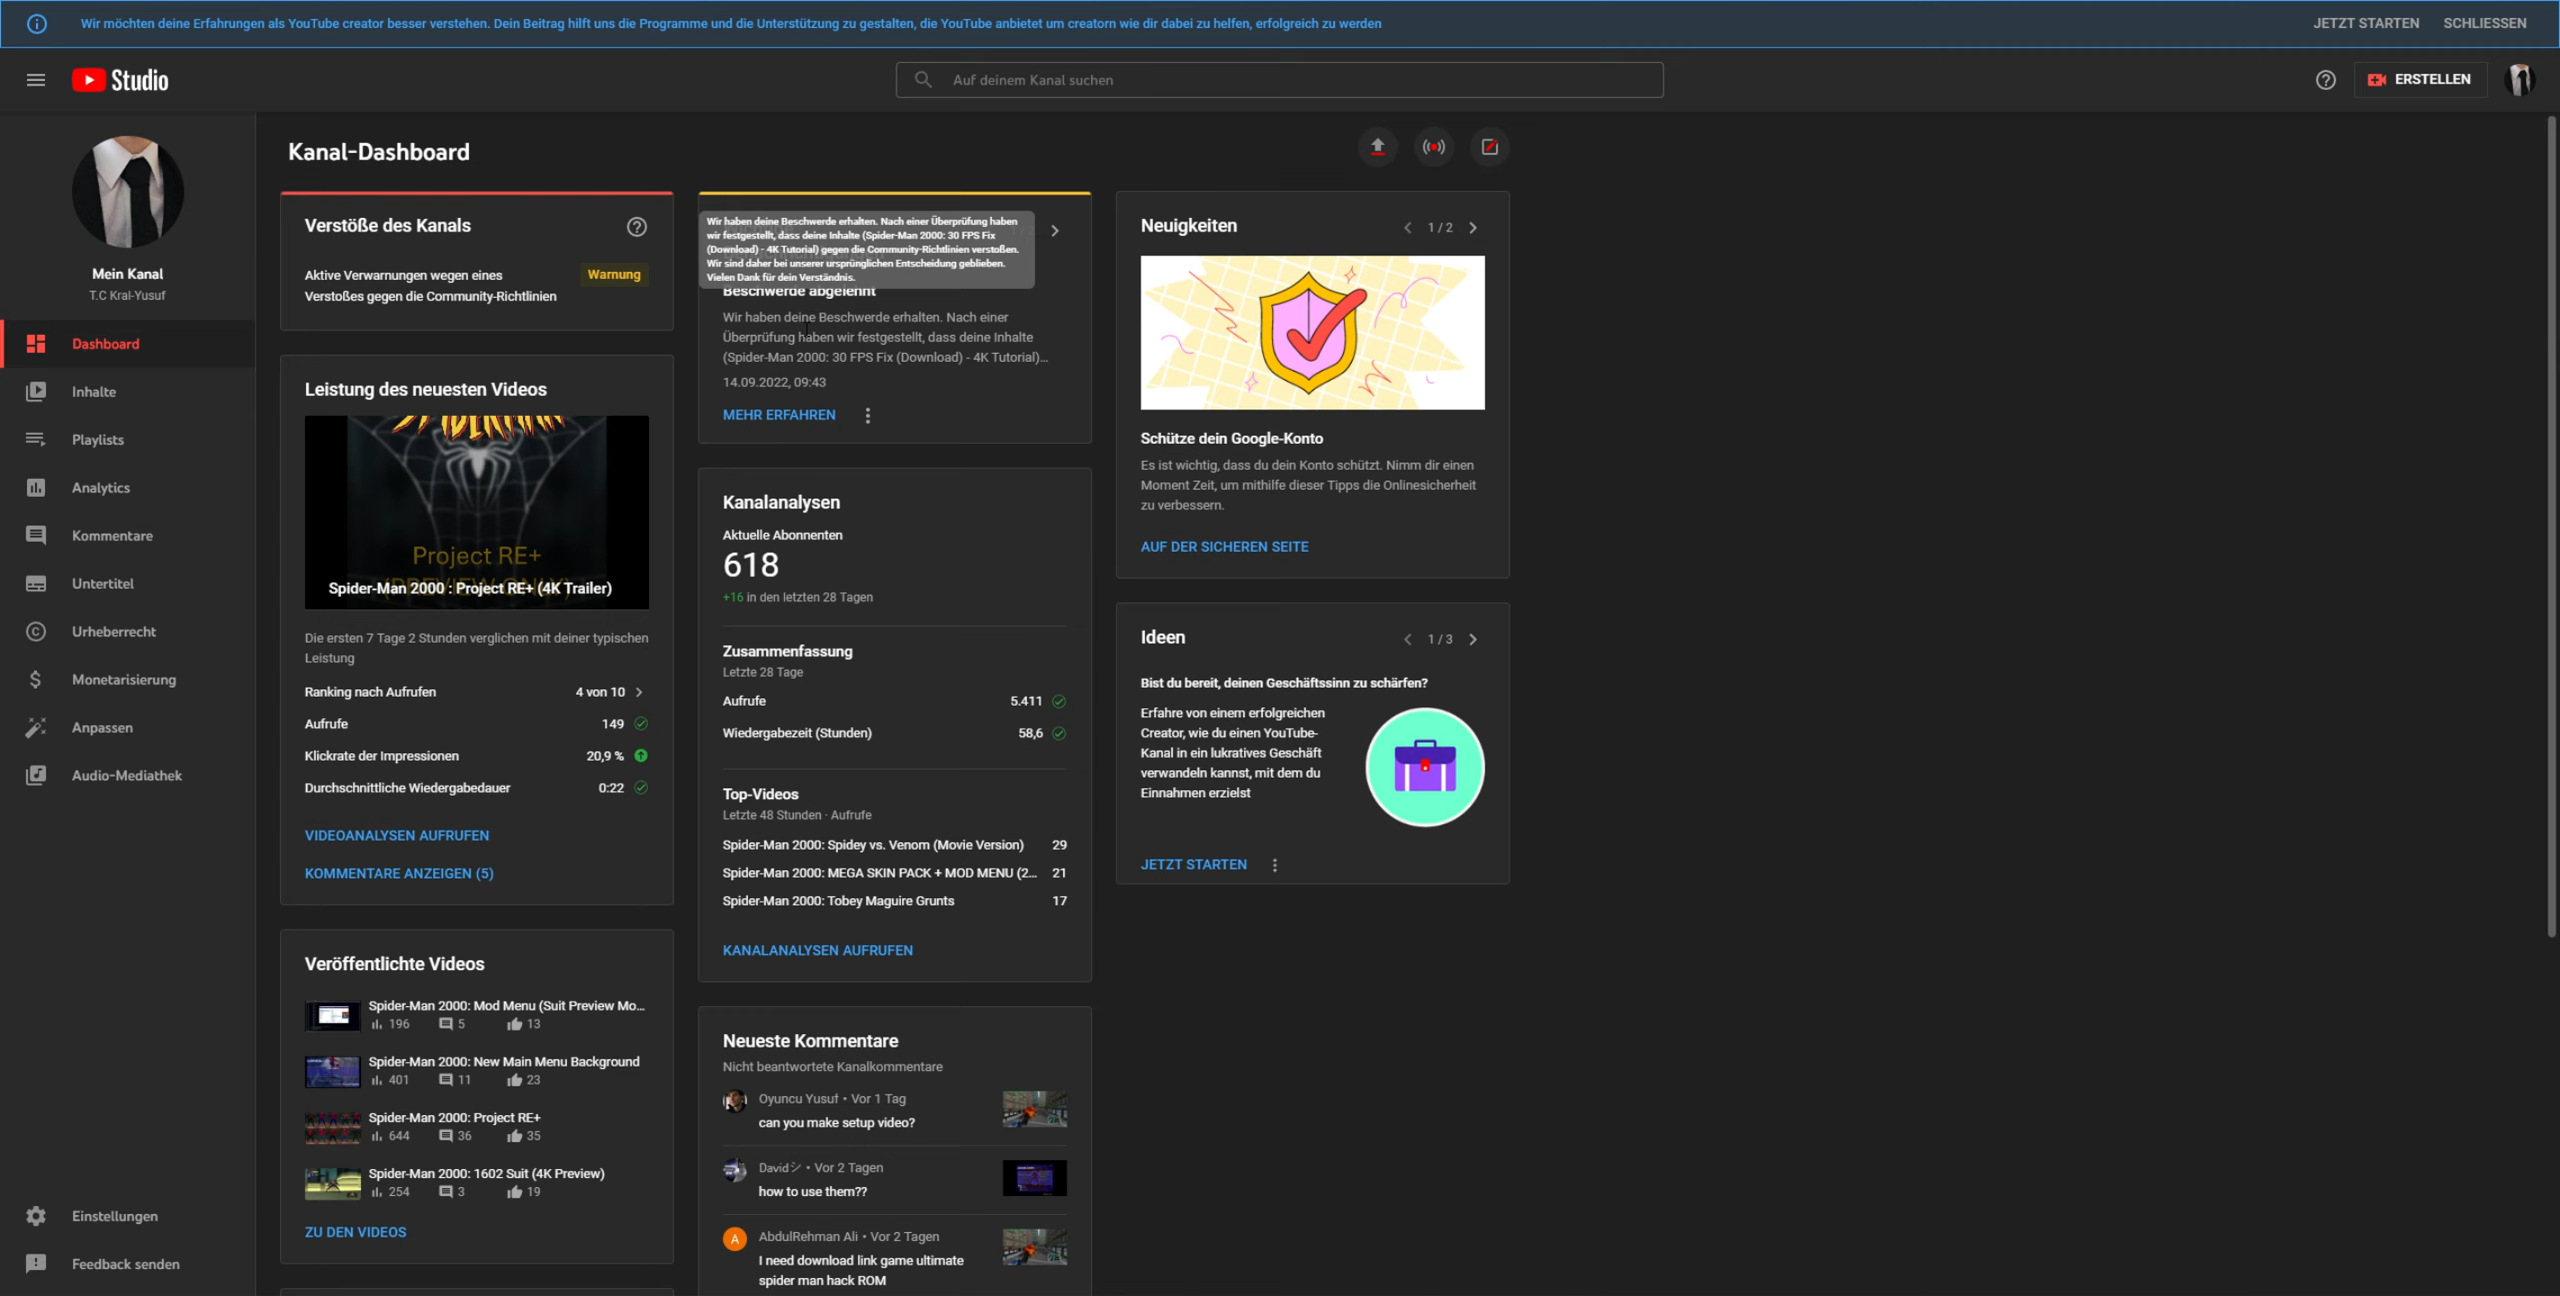 Wir möchten deine Erfahrungen als YouTube creator besser verstehen. Dein Beitrag hilft uns die Programme und die Unterstützung zu gestalten, die YouTube anbietet um creatorn wie dir dabei zu helfen, erfolgreich zu werden
JETZT STARTEN
SCHLIESSEN
Studio
Auf deinem Kanal suchen
ERSTELLEN
Mein Kanal
T.C Kral-Yusuf
Dashboard
Inhalte
Playlists
Analytics
Kommentare
Untertitel
Urheberrecht
Monetarisierung
Anpassen
Audio-Mediathek
Einstellungen
Feedback senden
Kanal-Dashboard
Verstöße des Kanals
Aktive Verwarnungen wegen eines
Verstoßes gegen die Community-Richtlinien
Warnung
Leistung des neuesten Videos
SPIDER-MAN
Project RE+
Spider-Man 2000 : Project RE+ (4K Trailer)
Die ersten 7 Tage 2 Stunden verglichen mit deiner typischen
Leistung
Ranking nach Aufrufen 4 von 10
Aufrufe 149
Klickrate der Impressionen 20,9 %
Durchschnittliche Wiedergabedauer 0:22
VIDEOANALYSEN AUFRUFEN
KOMMENTARE ANZEIGEN (5)
Veröffentlichte Videos
Spider-Man 2000: Mod Menu (Suit Preview Mo...
196 5 13
Spider-Man 2000: New Main Menu Background
401 11 23
Spider-Man 2000: Project RE+
644 36 35
Spider-Man 2000: 1602 Suit (4K Preview)
254 3 19
ZU DEN VIDEOS
Wir haben deine Beschwerde erhalten. Nach einer Überprüfung haben
wir festgestellt, dass deine Inhalte (Spider-Man 2000: 30 FPS Fix
(Download) - 4K Tutorial) gegen die Community-Richtlinien verstoßen.
Wir sind daher bei unserer ursprünglichen Entscheidung geblieben.
Vielen Dank für dein Verständnis.
Beschwerde abgelehnt
Wir haben deine Beschwerde erhalten. Nach einer
Überprüfung haben wir festgestellt, dass deine Inhalte
(Spider-Man 2000: 30 FPS Fix (Download) - 4K Tutorial)...
14.09.2022, 09:43
MEHR ERFAHREN
Kanalanalysen
Aktuelle Abonnenten
618
+16 in den letzten 28 Tagen
Zusammenfassung
Letzte 28 Tage
Aufrufe 5.411
Wiedergabezeit (Stunden) 58,6
Top-Videos
Letzte 48 Stunden · Aufrufe
Spider-Man 2000: Spidey vs. Venom (Movie Version) 29
Spider-Man 2000: MEGA SKIN PACK + MOD MENU (2... 21
Spider-Man 2000: Tobey Maguire Grunts 17
KANALANALYSEN AUFRUFEN
Neueste Kommentare
Nicht beantwortete Kanalkommentare
Oyuncu Yusuf • Vor 1 Tag
can you make setup video?
Davidシ • Vor 2 Tagen
how to use them??
A
AbdulRehman Ali • Vor 2 Tagen
I need download link game ultimate
spider man hack ROM
Neuigkeiten
1 / 2
Schütze dein Google-Konto
Es ist wichtig, dass du dein Konto schützt. Nimm dir einen
Moment Zeit, um mithilfe dieser Tipps die Onlinesicherheit
zu verbessern.
AUF DER SICHEREN SEITE
Ideen
1 / 3
Bist du bereit, deinen Geschäftssinn zu schärfen?
Erfahre von einem erfolgreichen
Creator, wie du einen YouTube-
Kanal in ein lukratives Geschäft
verwandeln kannst, mit dem du
Einnahmen erzielst
JETZT STARTEN